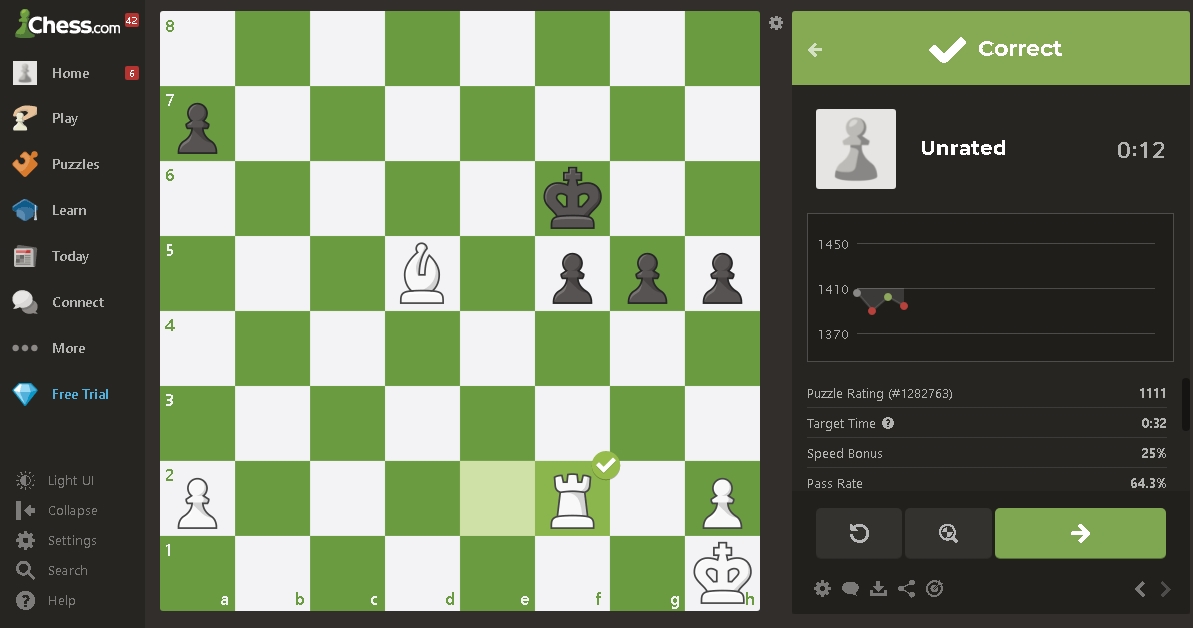 Chess.com 42
Home 6
Play
Puzzles
Learn
Today
Connect
More
Free Trial
Light UI
Collapse
Settings
Search
Help
8
7
6
5
4
3
2
1
a b c d e f g h
Correct
Unrated 0:12
1450
1410
1370
Puzzle Rating (#1282763) 1111
Target Time ? 0:32
Speed Bonus 25%
Pass Rate 64.3%